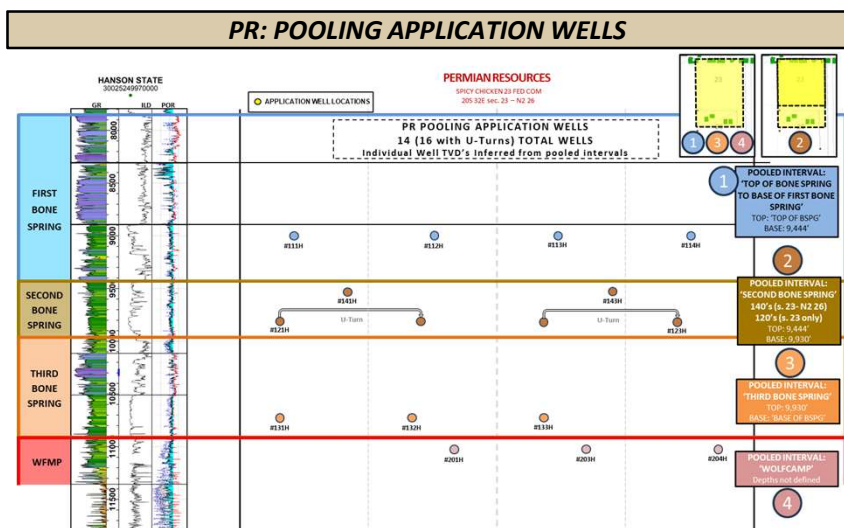 PR: POOLING APPLICATION WELLS
HANSON STATE
30025249970000
GR
ILD
POR
APPLICATION WELL LOCATIONS
PERMIAN RESOURCES
SPICY CHICKEN 23 FED COM
20S 32E sec. 23 – N2 26
PR POOLING APPLICATION WELLS
14 (16 with U-Turns) TOTAL WELLS
Individual Well TVD's Inferred from pooled intervals
23
1
3
4
2
8000
8500
9000
9500
10000
10500
11000
11500
FIRST
BONE
SPRING
#111H
#112H
#113H
#114H
1
POOLED INTERVAL:
'TOP OF BONE SPRING
TO BASE OF FIRST BONE
SPRING'
TOP: 'TOP OF BSPG'
BASE: 9,444'
SECOND
BONE
SPRING
#141H
#143H
#121H
U-Turn
U-Turn
#123H
2
POOLED INTERVAL:
'SECOND BONE SPRING'
140's (s. 23- N2 26)
120's (s. 23 only)
TOP: 9,444'
BASE: 9,930'
THIRD
BONE
SPRING
#131H
#132H
#133H
3
POOLED INTERVAL:
'THIRD BONE SPRING'
TOP: 9,930'
BASE: 'BASE OF BSPG'
WFMP
#201H
#203H
#204H
POOLED INTERVAL:
'WOLFCAMP'
Depths not defined
4